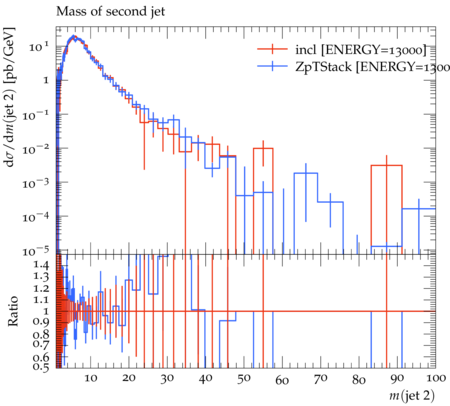 Mass of second jet
dσ/dm(jet 2) [pb/GeV]
incl [ENERGY=13000]
ZpTStack [ENERGY=1300
10^1
1
10^−1
10^−2
10^−3
10^−4
10^−5
Ratio
1.4
1.3
1.2
1.1
1
0.9
0.8
0.7
0.6
0.5
10 20 30 40 50 60 70 80 90 100
m(jet 2)